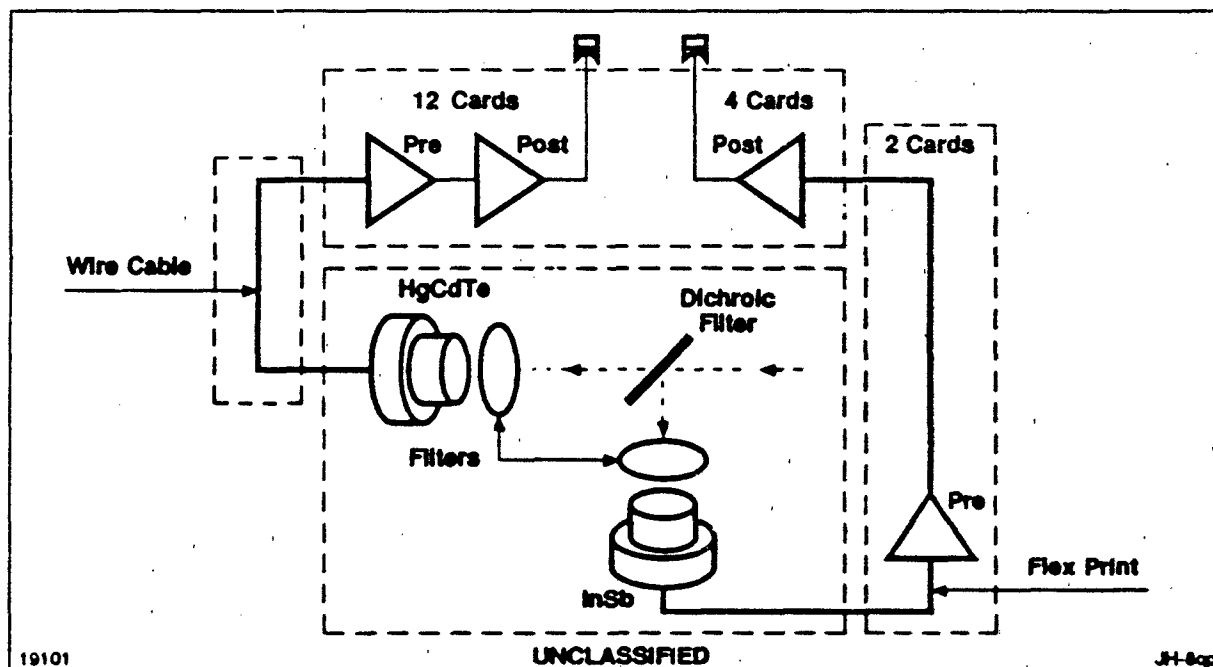 12 Cards
4 Cards
Pre
Post
Post
2 Cards
Wire Cable
HgCdTe
Dichroic
Filter
Filters
Pre
Flex Print
InSb
19101
UNCLASSIFIED